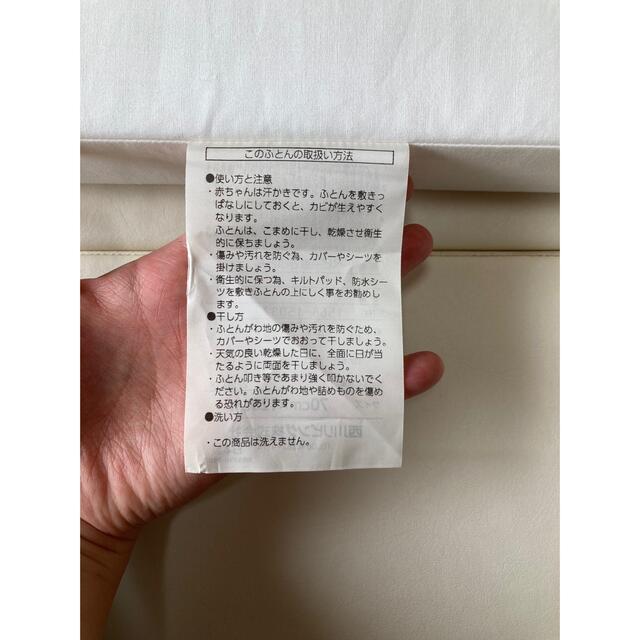 このふとんの取扱い方法
●使い方と注意
・赤ちゃんは汗かきです。ふとんを敷きっ
ぱなしにしておくと、カビが生えやすく
なります。
ふとんは、こまめに干し、乾燥させ衛生
的に保ちましょう。
・傷みや汚れを防ぐ為、カバーやシーツを
掛けましょう。
・衛生的に保つ為、キルトパッド、防水シー
ツを敷きふとんの上にしく事をお勧めし
ます。
●干し方
・ふとんがわ地の傷みや汚れを防ぐため、
カバーやシーツでおおって干しましょう。
・天気の良い乾燥した日に、全面に日が当
たるように両面を干しましょう。
・ふとん叩き等であまり強く叩かないでく
ださい。ふとんがわ地や詰めものを傷め
る恐れがあります。
●洗い方
・この商品は洗えません。